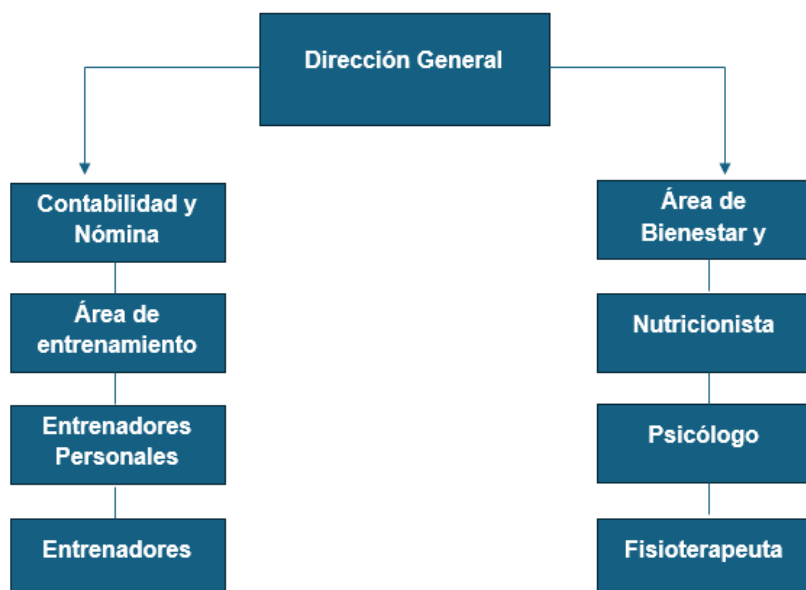 Dirección General
Contabilidad y
Nómina
Área de
entrenamiento
Entrenadores
Personales
Entrenadores
Área de
Bienestar y
Nutricionista
Psicólogo
Fisioterapeuta